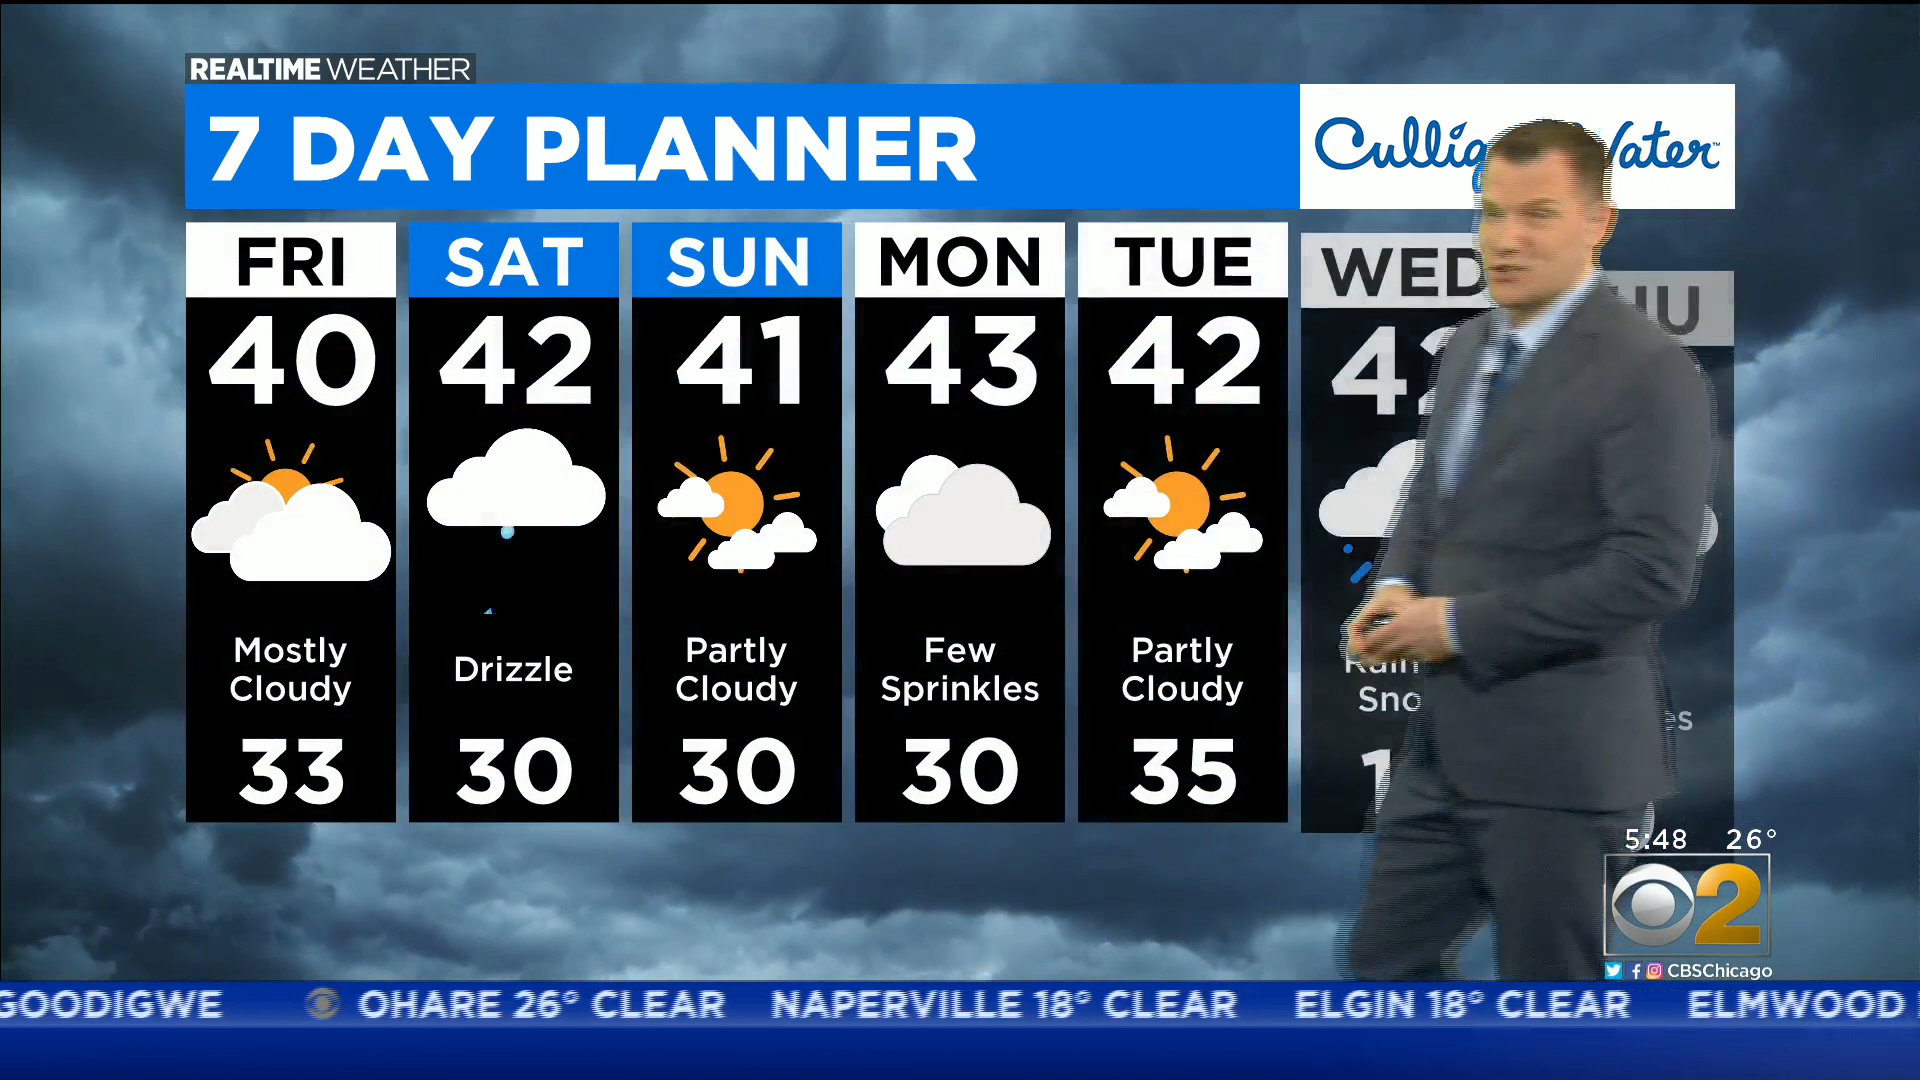 REALTIME WEATHER
7 DAY PLANNER
FRI SAT SUN MON TUE WED
40 42 41 43 42
Mostly Cloudy
Drizzle
Partly Cloudy
Few Sprinkles
Partly Cloudy
33 30 30 30 35
5:48 26°
2
CBSChicago
GOODIGWE OHARE 26° CLEAR NAPERVILLE 18° CLEAR ELGIN 18° CLEAR ELMWOOD